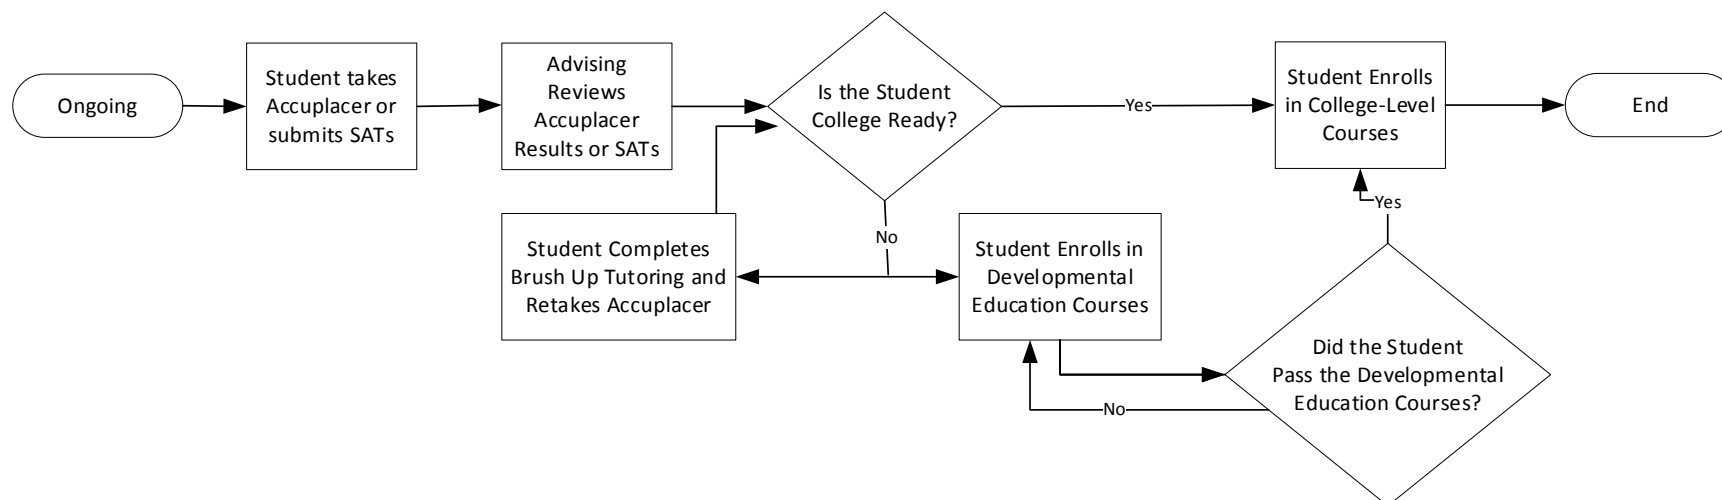 Ongoing
Student takes
Accuplacer or
submits SATs
Advising
Reviews
Accuplacer
Results or SATs
Is the Student
College Ready?
Yes
Student Enrolls
in College-Level
Courses
End
No
Student Completes
Brush Up Tutoring and
Retakes Accuplacer
Student Enrolls in
Developmental
Education Courses
Yes
Did the Student
Pass the Developmental
Education Courses?
No